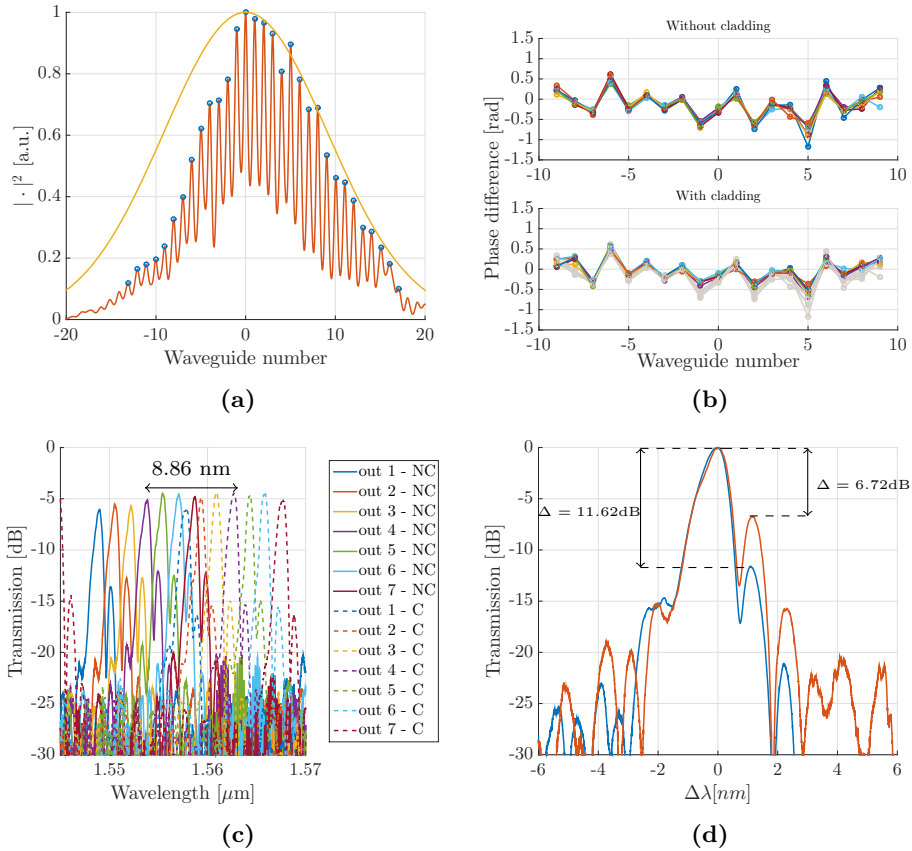 1
0.8
0.6
0.4
0.2
0
| · |² [a.u.]
-20 -10 0 10 20
Waveguide number
(a)
Without cladding
1.5
1
0.5
0
-0.5
-1
-1.5
-10 -5 0 5 10
With cladding
1.5
1
0.5
0
-0.5
-1
-1.5
-10 -5 0 5 10
Phase difference [rad]
Waveguide number
(b)
0
-5
-10
-15
-20
-25
-30
Transmission [dB]
8.86 nm
1.55 1.56 1.57
Wavelength [μm]
out 1 - NC
out 2 - NC
out 3 - NC
out 4 - NC
out 5 - NC
out 6 - NC
out 7 - NC
out 1 - C
out 2 - C
out 3 - C
out 4 - C
out 5 - C
out 6 - C
out 7 - C
(c)
0
-5
-10
-15
-20
-25
-30
Transmission [dB]
Δ = 11.62dB
Δ = 6.72dB
-6 -4 -2 0 2 4 6
Δλ[nm]
(d)